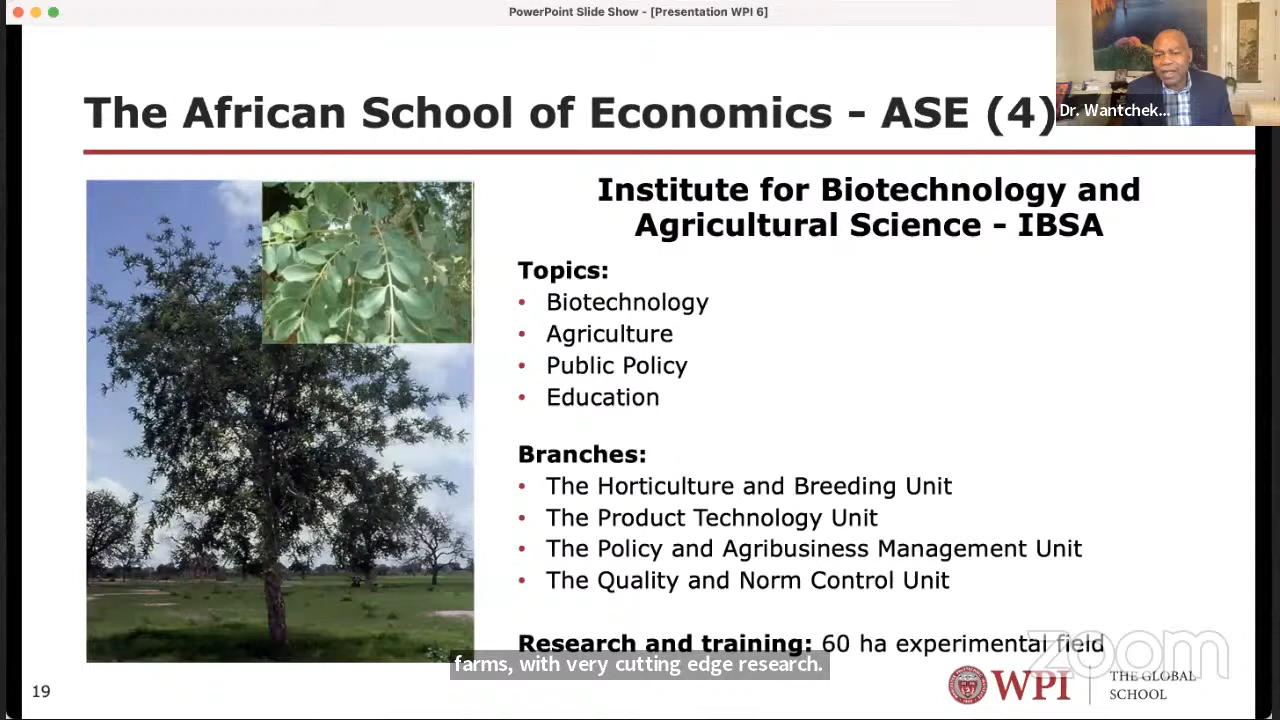 PowerPoint Slide Show - [Presentation WPI 6]
The African School of Economics - ASE (4)
Dr. Wantchek...
Institute for Biotechnology and
Agricultural Science - IBSA
Topics:
• Biotechnology
• Agriculture
• Public Policy
• Education
Branches:
• The Horticulture and Breeding Unit
• The Product Technology Unit
• The Policy and Agribusiness Management Unit
• The Quality and Norm Control Unit
Research and training: 60 ha experimental field
farms, with very cutting edge research.
zoom
19
WPI
THE GLOBAL
SCHOOL